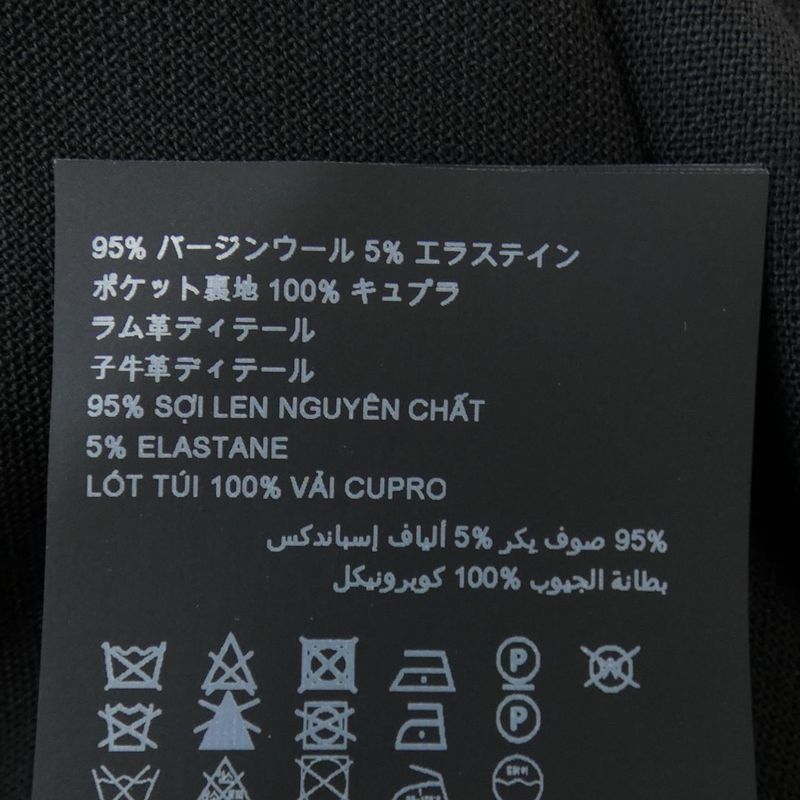 95% バージンウール 5% エラステイン
ポケット裏地 100% キュプラ
ラム革ディテール
子牛革ディテール
95% SỢI LEN NGUYÊN CHẤT
5% ELASTANE
LÓT TÚI 100% VẢI CUPRO
95% صوف يكر 5% ألياف إسباندكس
بطانة الجيوب 100% كوبرونيكل
P
P